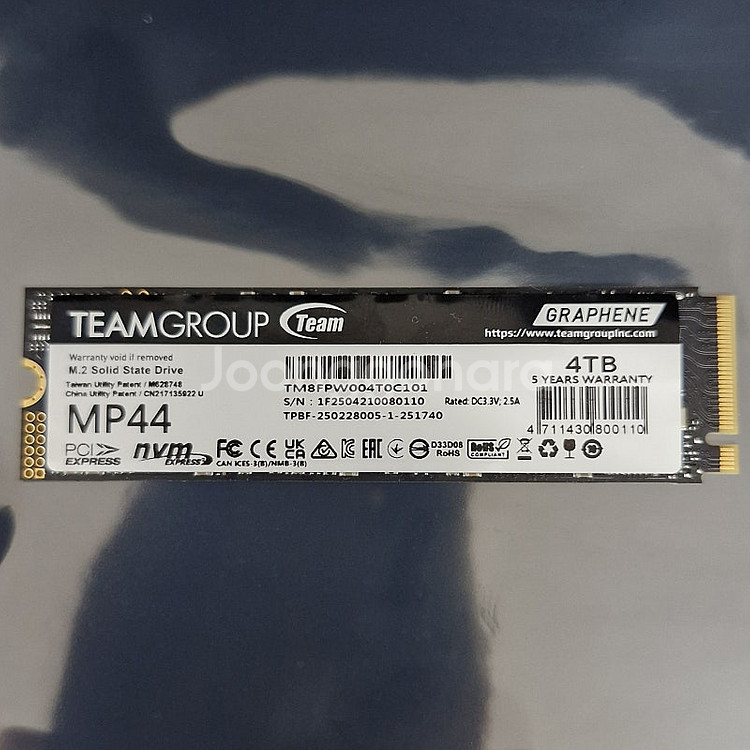 TEAMGROUP Team
GRAPHENE
https://www.teamgroupinc.com
Warranty void if removed
M.2 Solid State Drive
Taiwan Utility Patent / M628748
China Utility Patent / CN217135922 U
MP44
PCI EXPRESS
nvm EXPRESS
TM8FPW004T0C101
S/N : 1F2504210080110
TPBF-250228005-1-251740
Rated: DC3.3V, 2.5A
4TB
5 YEARS WARRANTY
4 711430 800110
FC CE UK CA EAC
CAN ICES-3(B)/NMB-3(B)
D33D08
RoHS
RoHS
COMPLIANT